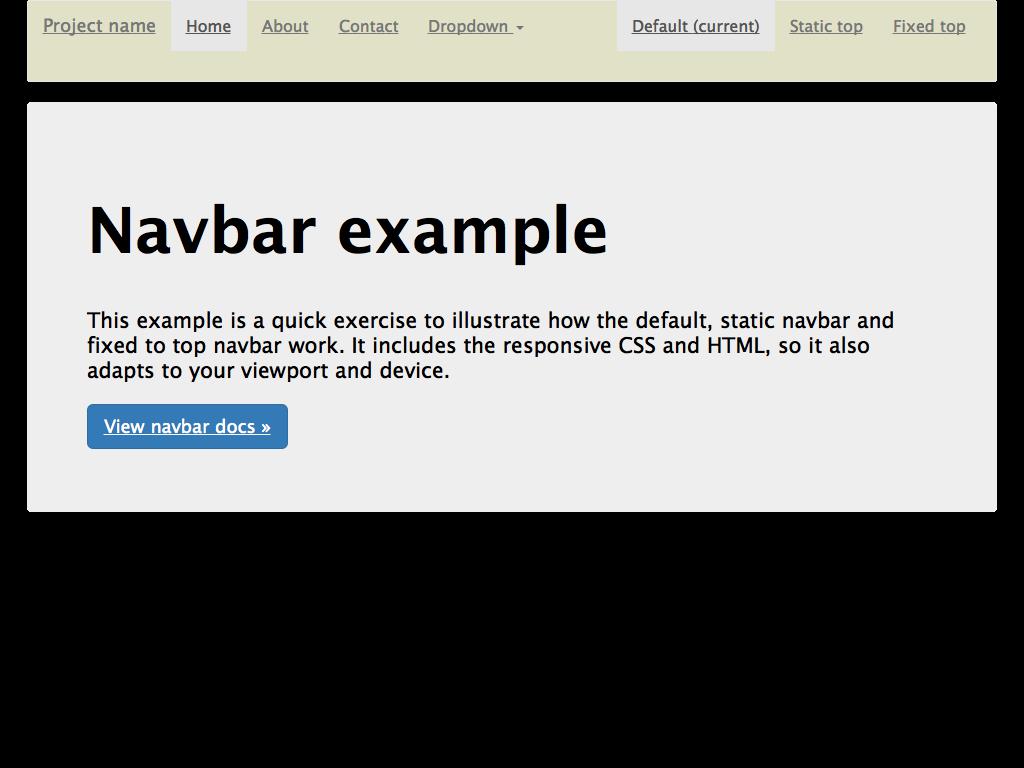 Project name Home About Contact Dropdown Default (current) Static top Fixed top
Navbar example
This example is a quick exercise to illustrate how the default, static navbar and
fixed to top navbar work. It includes the responsive CSS and HTML, so it also
adapts to your viewport and device.
View navbar docs »